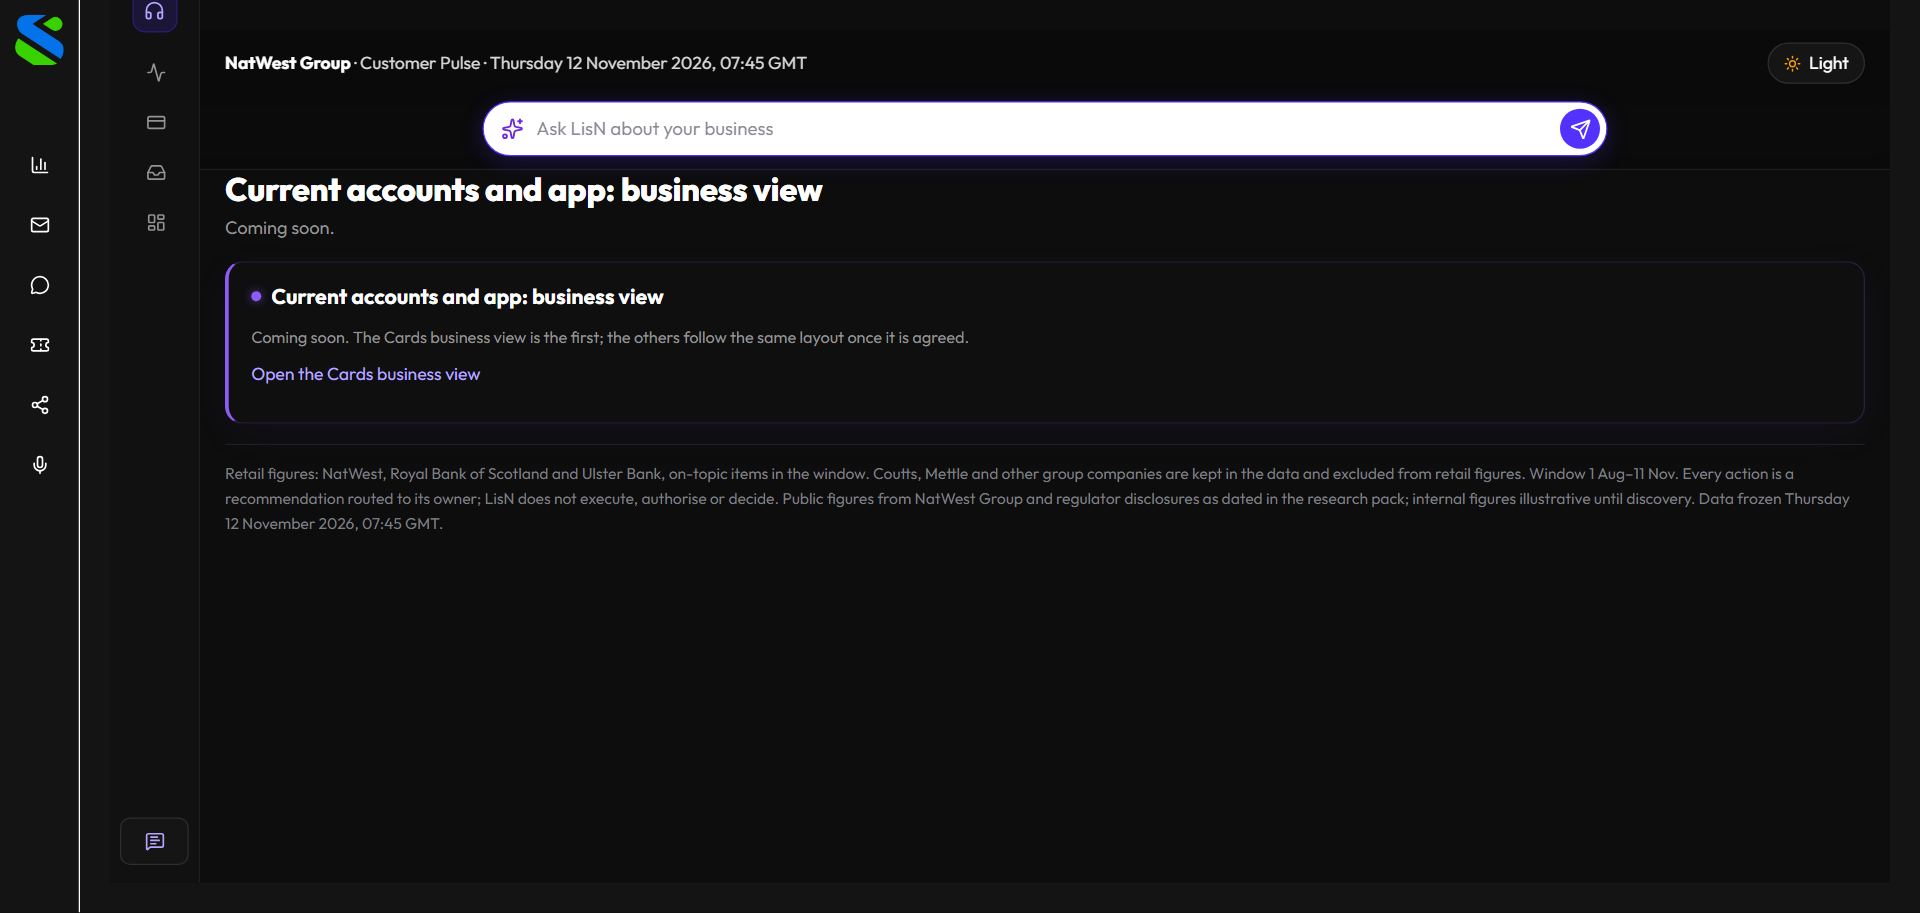 NatWest Group · Customer Pulse · Thursday 12 November 2026, 07:45 GMT
Light
Ask LisN about your business
Current accounts and app: business view
Coming soon.
Current accounts and app: business view
Coming soon. The Cards business view is the first; the others follow the same layout once it is agreed.
Open the Cards business view
Retail figures: NatWest, Royal Bank of Scotland and Ulster Bank, on-topic items in the window. Coutts, Mettle and other group companies are kept in the data and excluded from retail figures. Window 1 Aug–11 Nov. Every action is a
recommendation routed to its owner; LisN does not execute, authorise or decide. Public figures from NatWest Group and regulator disclosures as dated in the research pack; internal figures illustrative until discovery. Data frozen Thursday
12 November 2026, 07:45 GMT.